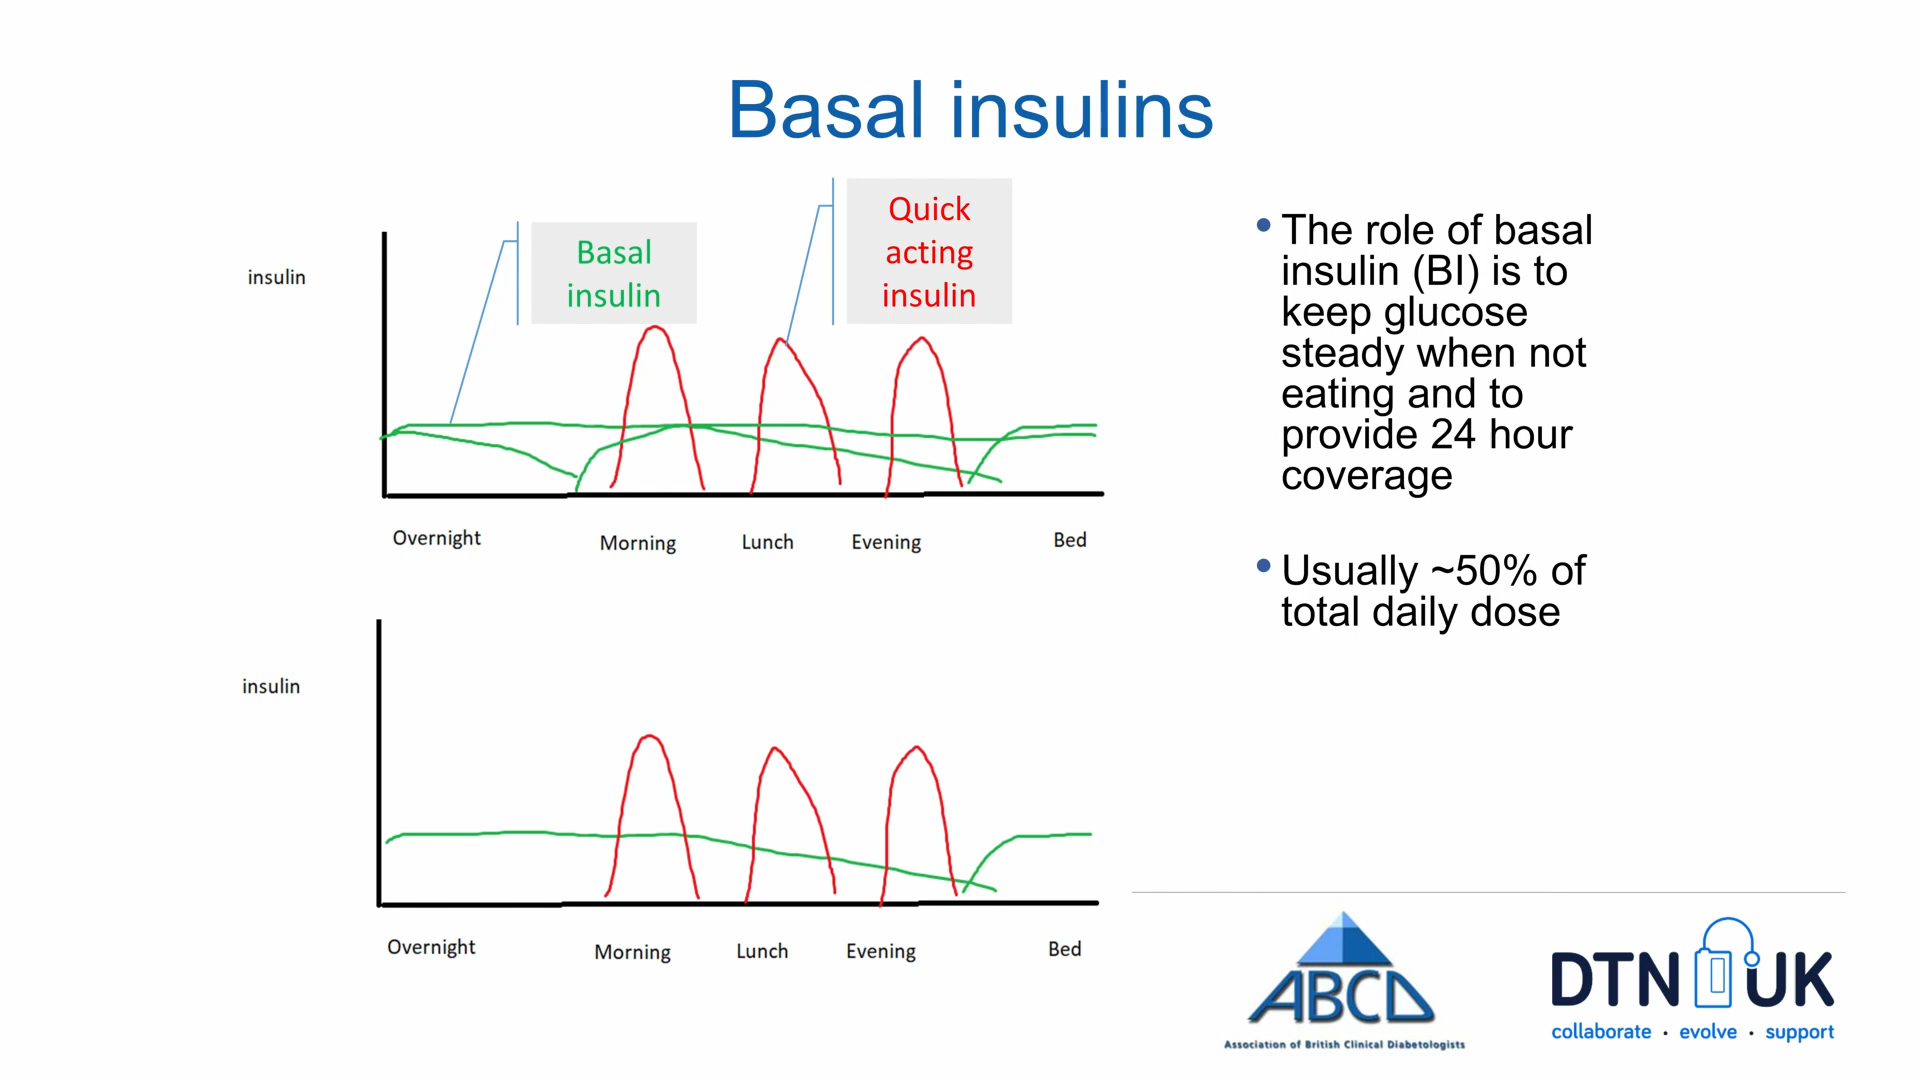 Basal insulins
insulin
Basal
insulin
Quick
acting
insulin
Overnight
Morning
Lunch
Evening
Bed
insulin
Overnight
Morning
Lunch
Evening
Bed
• The role of basal
insulin (BI) is to
keep glucose
steady when not
eating and to
provide 24 hour
coverage
• Usually ~50% of
total daily dose
ABCD
Association of British Clinical Diabetologists
DTN UK
collaborate · evolve · support